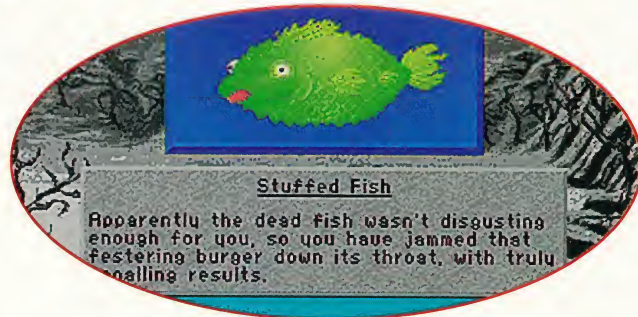 Stuffed Fish
Apparently the dead fish wasn't disgusting
enough for you, so you have jammed that
festering burger down its throat, with truly
appalling results.